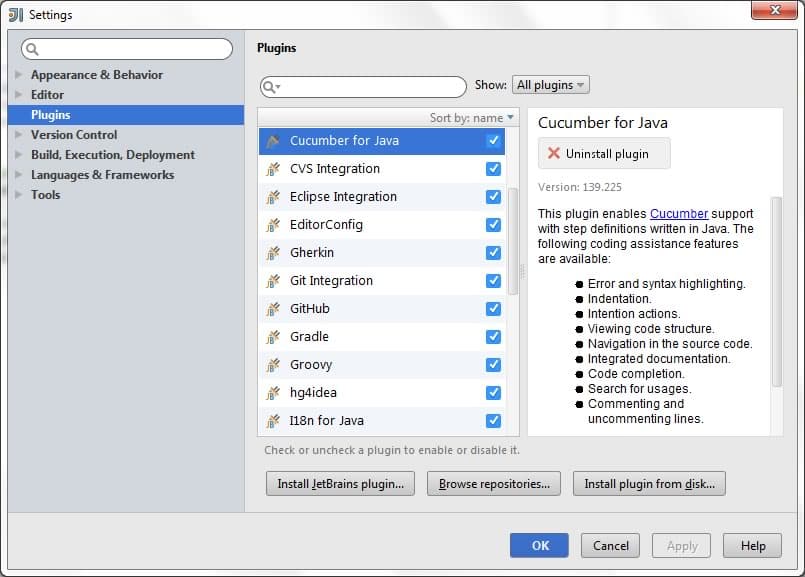 Settings
Appearance & Behavior
Editor
Plugins
Version Control
Build, Execution, Deployment
Languages & Frameworks
Tools
Plugins
Show: All plugins
Sort by: name
Cucumber for Java
CVS Integration
Eclipse Integration
EditorConfig
Gherkin
Git Integration
GitHub
Gradle
Groovy
hg4idea
I18n for Java
Check or uncheck a plugin to enable or disable it.
Cucumber for Java
Uninstall plugin
Version: 139.225
This plugin enables Cucumber support
with step definitions written in Java. The
following coding assistance features
are available:
● Error and syntax highlighting.
● Indentation.
● Intention actions.
● Viewing code structure.
● Navigation in the source code.
● Integrated documentation.
● Code completion.
● Search for usages.
● Commenting and
uncommenting lines.
Install JetBrains plugin... Browse repositories... Install plugin from disk...
OK Cancel Apply Help